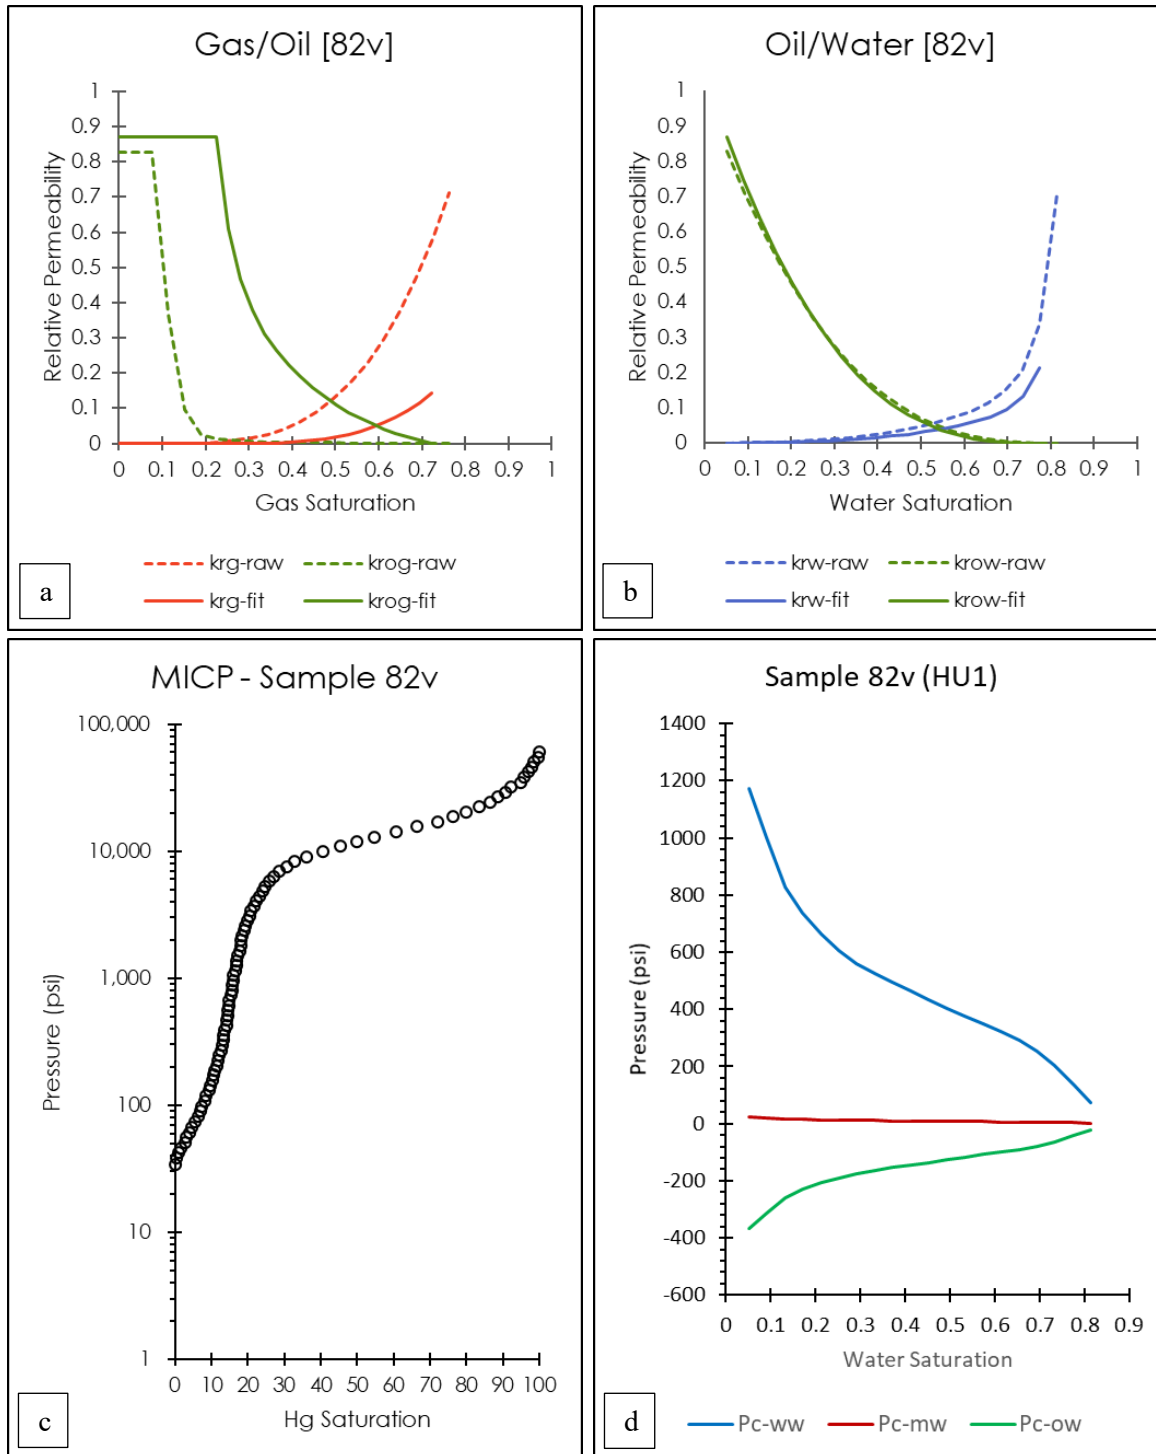 Gas/Oil [82v]
1
0.9
0.8
0.7
0.6
0.5
0.4
0.3
0.2
0.1
0
Relative Permeability
0 0.1 0.2 0.3 0.4 0.5 0.6 0.7 0.8 0.9 1
Gas Saturation
krg-raw krog-raw
krg-fit krog-fit
a
Oil/Water [82v]
1
0.9
0.8
0.7
0.6
0.5
0.4
0.3
0.2
0.1
0
Relative Permeability
0 0.1 0.2 0.3 0.4 0.5 0.6 0.7 0.8 0.9 1
Water Saturation
krw-raw krow-raw
krw-fit krow-fit
b
MICP - Sample 82v
100,000
10,000
1,000
100
10
1
Pressure (psi)
0 10 20 30 40 50 60 70 80 90 100
Hg Saturation
c
Sample 82v (HU1)
1400
1200
1000
800
600
400
200
0
-200
-400
-600
Pressure (psi)
0 0.1 0.2 0.3 0.4 0.5 0.6 0.7 0.8 0.9
Water Saturation
Pc-ww Pc-mw Pc-ow
d